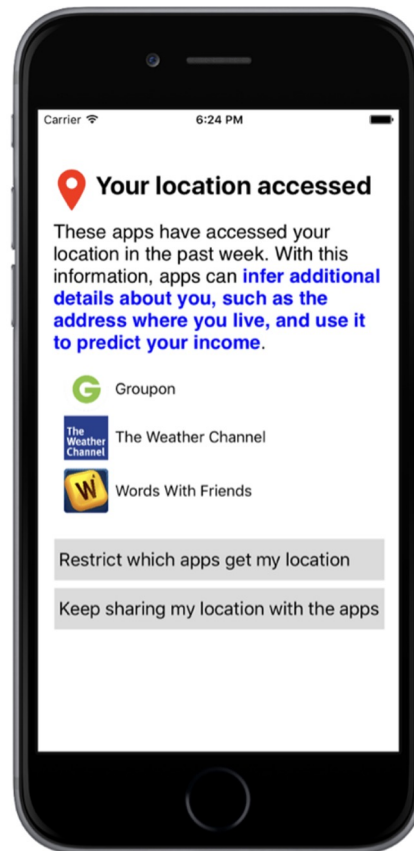 Carrier
6:24 PM
Your location accessed
These apps have accessed your
location in the past week. With this
information, apps can infer additional
details about you, such as the
address where you live, and use it
to predict your income.
G
Groupon
The
Weather
Channel
The Weather Channel
W
Words With Friends
Restrict which apps get my location
Keep sharing my location with the apps